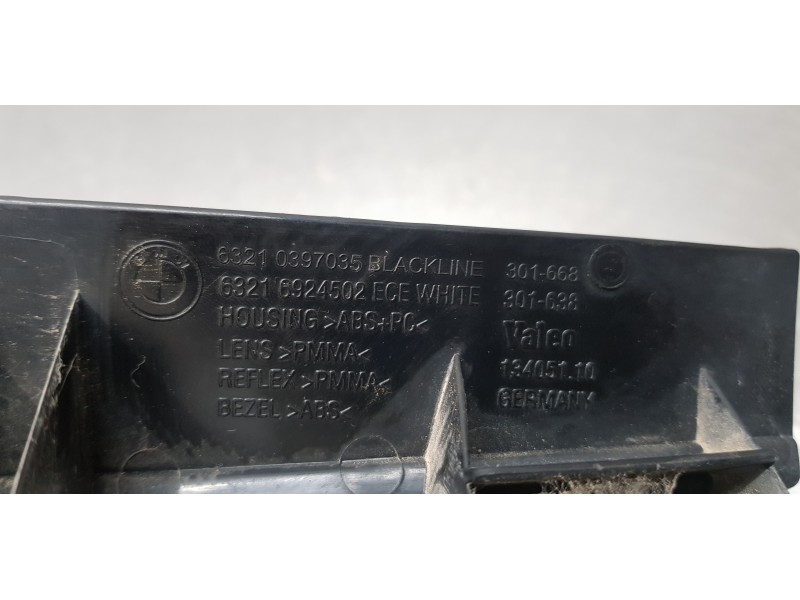 6321 0397035 BLACKLINE 301-668
6321 6924502 ECE WHITE 301-638
HOUSING >ABS+PC< Valeo
LENS >PMMA< 134051.10
REFLEX >PMMA< GERMANY
BEZEL >ABS<